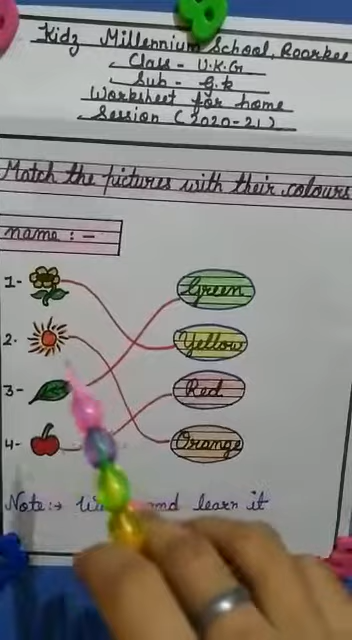 Kidz Millennium School, Roorkee
Class - U.K.G
Sub - G.K
Worksheet for home
Session (2020-21)
Match the pictures with their colours
name : -
1- Green
2. Yellow
3- Red
4- Orange
Note :→ and learn it